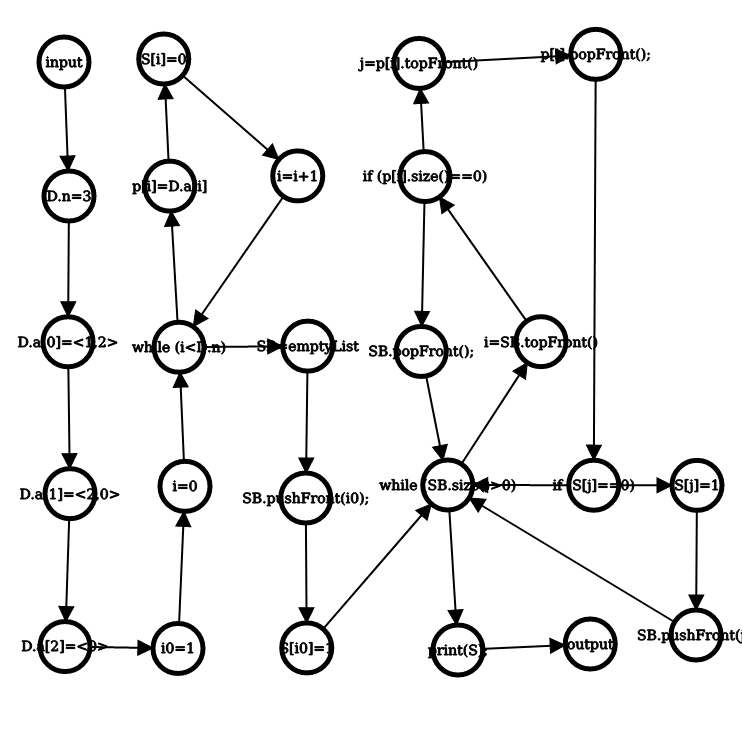 input
D.n=3
D.a[0]=<1,2>
D.a[1]=<2,0>
D.a[2]=<0>
i0=1
i=0
while (i<D.n)
p[i]=D.a[i]
S[i]=0
i=i+1
SB=emptyList
SB.pushFront(i0);
S[i0]=1
while (SB.size()>0)
i=SB.topFront()
if (p[i].size()==0)
SB.popFront();
j=p[i].topFront()
p[i].popFront();
if (S[j]==0)
S[j]=1
SB.pushFront(j
print(S);
output